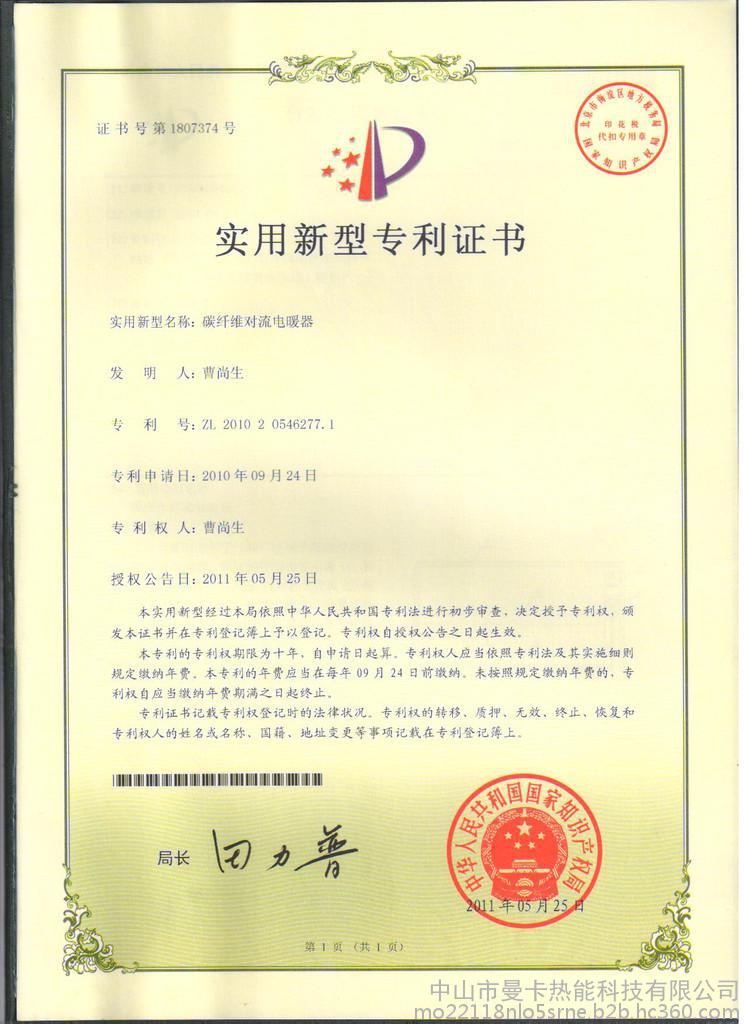 证书号第1807374号
北京市海淀区地方税务局
印花税
代扣专用章
国家知识产权局
实用新型专利证书
实用新型名称：碳纤维对流电暖器
发明人：曹尚生
专利号：ZL 2010 2 0546277.1
专利申请日：2010年09月24日
专利权人：曹尚生
授权公告日：2011年05月25日
本实用新型经过本局依照中华人民共和国专利法进行初步审查，决定授予专利权，颁
发本证书并在专利登记簿上予以登记。专利权自授权公告之日起生效。
本专利的专利权期限为十年，自申请日起算。专利权人应当依照专利法及其实施细则
规定缴纳年费。本专利的年费应当在每年09月24日前缴纳。未按照规定缴纳年费的，专
利权自应当缴纳年费期满之日起终止。
专利证书记载专利权登记时的法律状况。专利权的转移、质押、无效、终止、恢复和
专利权人的姓名或名称、国籍、地址变更等事项记载在专利登记簿上。
局长 田力普
中华人民共和国国家知识产权局
2011年05月25日
第1页（共1页）
中山市曼卡热能科技有限公司
mo22118nlo5srne.b2b.hc360.com